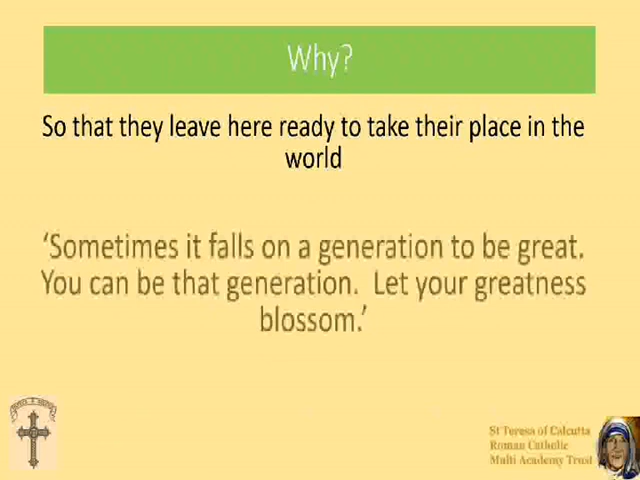 Why?
So that they leave here ready to take their place in the
world
‘Sometimes it falls on a generation to be great.
You can be that generation.  Let your greatness
blossom.’
St Teresa of Calcutta
Roman Catholic
Multi Academy Trust